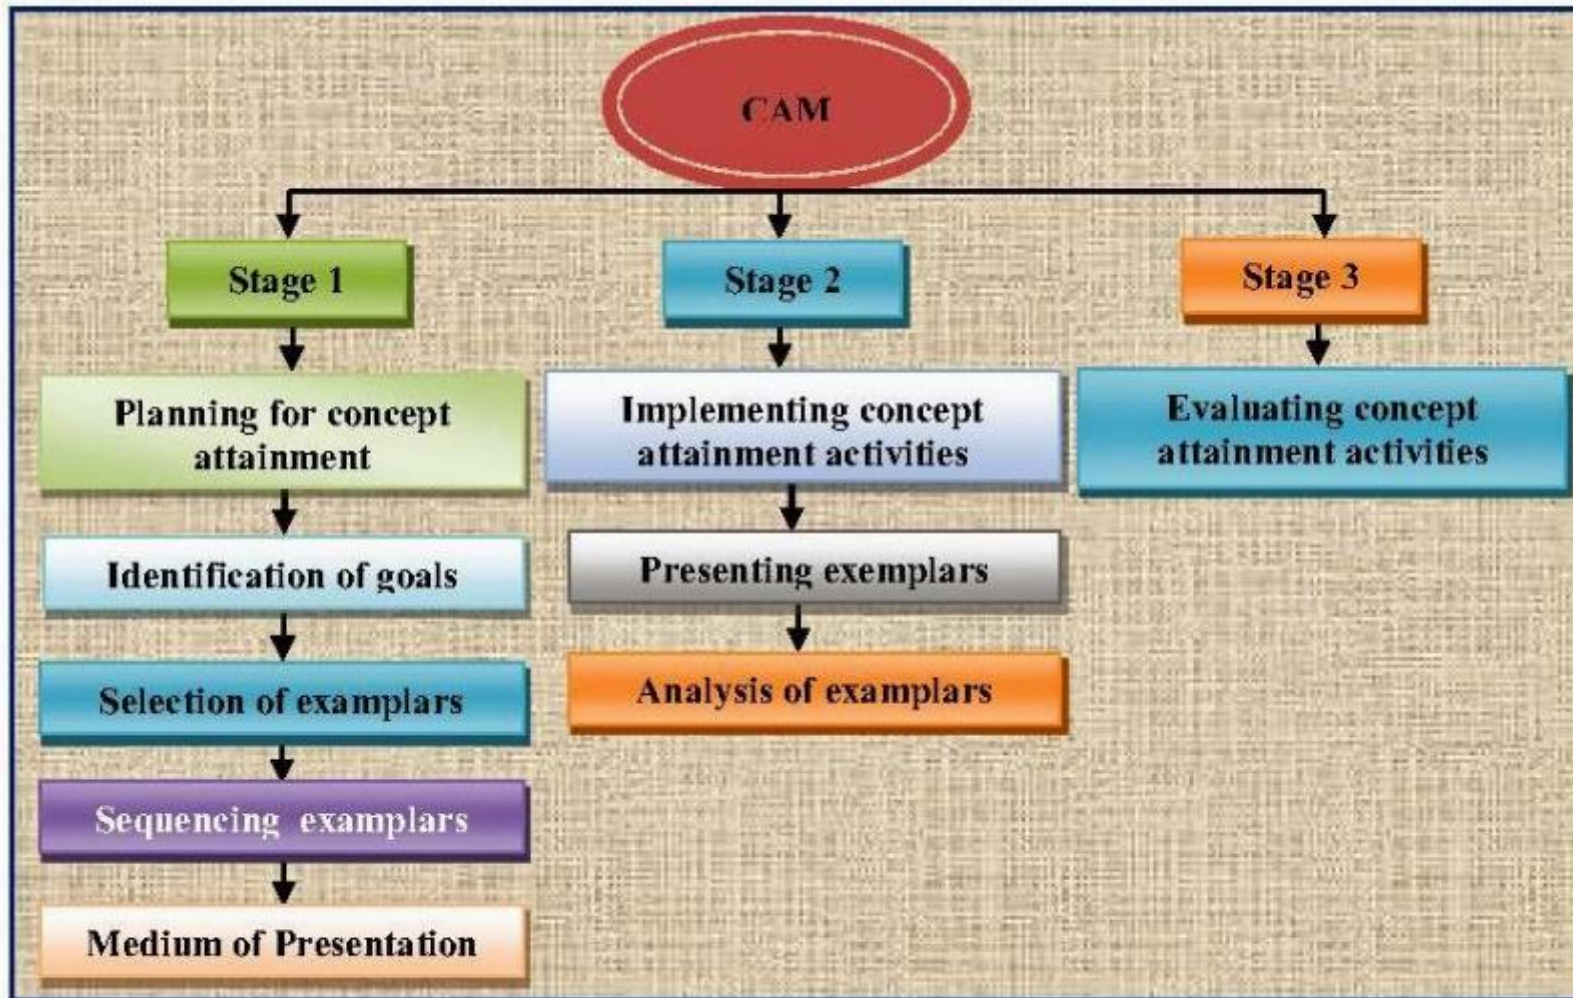 CAM
Stage 1
Stage 2
Stage 3
Planning for concept
attainment
Implementing concept
attainment activities
Evaluating concept
attainment activities
Identification of goals
Presenting exemplars
Selection of examplars
Analysis of examplars
Sequencing examplars
Medium of Presentation